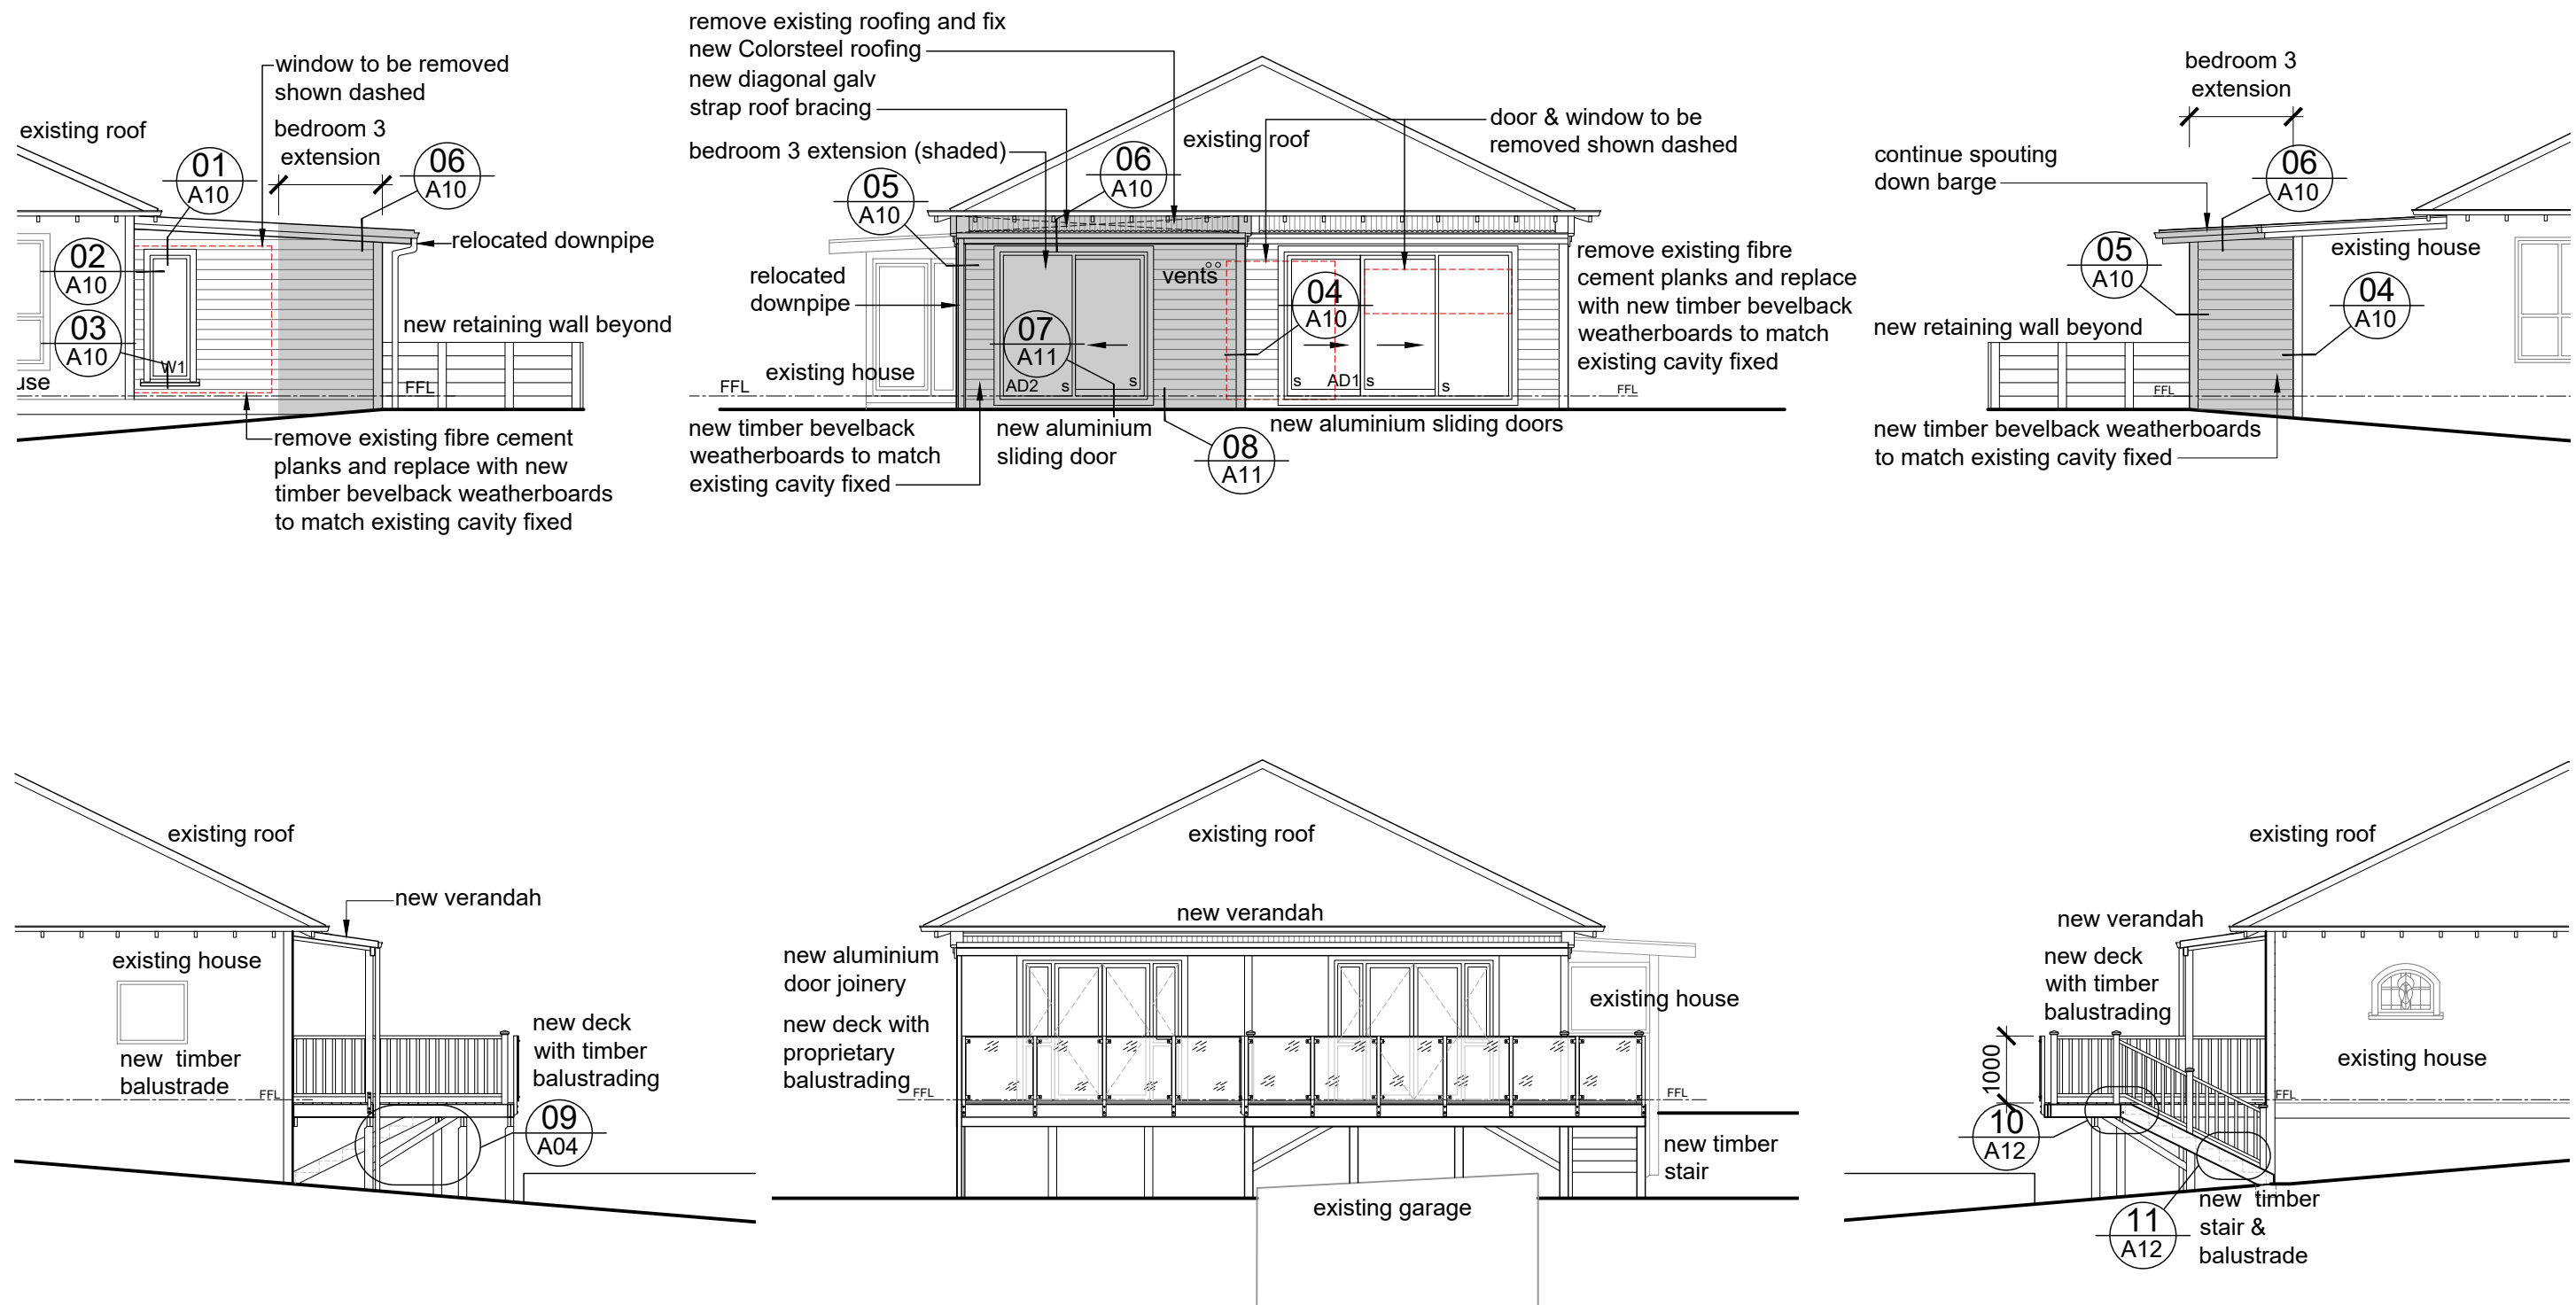 window to be removed
shown dashed
existing roof
bedroom 3
extension
01
A10
06
A10
02
A10
relocated downpipe
03
A10
new retaining wall beyond
W1
use
FFL
remove existing fibre cement
planks and replace with new
timber bevelback weatherboards
to match existing cavity fixed
remove existing roofing and fix
new Colorsteel roofing
new diagonal galv
strap roof bracing
bedroom 3 extension (shaded)
existing roof
door & window to be
removed shown dashed
06
A10
05
A10
relocated
downpipe
vents
04
A10
remove existing fibre
cement planks and replace
with new timber bevelback
weatherboards to match
existing cavity fixed
07
A11
existing house
FFL
AD2
s
s
s
AD1
s
s
FFL
new timber bevelback
weatherboards to match
existing cavity fixed
new aluminium
sliding door
08
A11
new aluminium sliding doors
bedroom 3
extension
continue spouting
down barge
06
A10
05
A10
existing house
04
A10
new retaining wall beyond
FFL
new timber bevelback weatherboards
to match existing cavity fixed
existing roof
new verandah
existing house
new timber
balustrade
FFL
new deck
with timber
balustrading
09
A04
existing roof
new verandah
new aluminium
door joinery
new deck with
proprietary
balustrading
FFL
existing house
FFL
new timber
stair
existing garage
existing roof
new verandah
new deck
with timber
balustrading
1000
existing house
FFL
10
A12
11
A12
new timber
stair &
balustrade